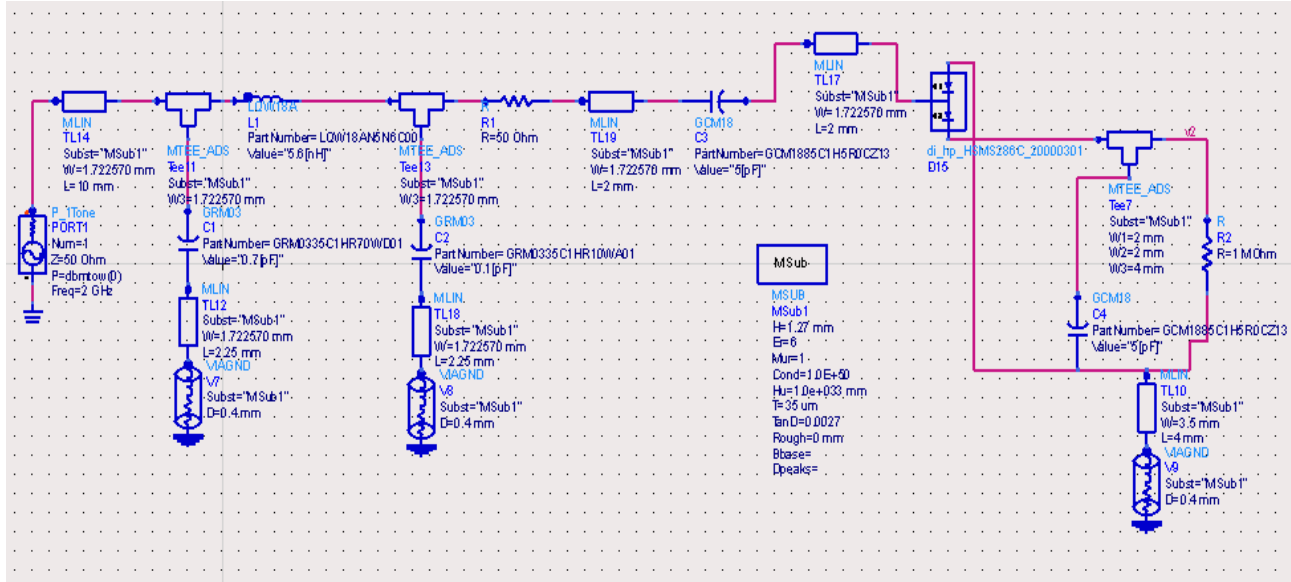 MLIN
TL14
Subst="MSub1"
W=1.722570 mm
L=10 mm
P_1Tone
PORT1
Num=1
Z=50 Ohm
P=dbmtow(0)
Freq=2 GHz
MTEE_ADS
Tee11
Subst="MSub1"
W3=1.722570 mm
GRM03
C1
PartNumber=GRM0335C1HR70WD01
Value="0.7[pF]"
MLIN
TL12
Subst="MSub1"
W=1.722570 mm
L=2.25 mm
VIAGND
V7
Subst="MSub1"
D=0.4 mm
LQW18A
L1
PartNumber=LQW18AN5N6C00
Value="5.6[nH]"
MTEE_ADS
Tee13
Subst="MSub1"
W3=1.722570 mm
GRM03
C2
PartNumber=GRM0335C1HR10WA01
Value="0.1[pF]"
MLIN
TL18
Subst="MSub1"
W=1.722570 mm
L=2.25 mm
VIAGND
V8
Subst="MSub1"
D=0.4 mm
R
R1
R=50 Ohm
MLIN
TL19
Subst="MSub1"
W=1.722570 mm
L=2 mm
GCM18
C3
PartNumber=GCM1885C1H5R0CZ13
Value="5[pF]"
MLIN
TL17
Subst="MSub1"
W=1.722570 mm
L=2 mm
di_hp_HSMS286C_20000301
D15
MSub
MSUB
MSub1
H=1.27 mm
Er=6
Mur=1
Cond=1.0E+50
Hu=1.0e+033 mm
T=35 um
TanD=0.0027
Rough=0 mm
Bbase=
Dpeaks=
V2
MTEE_ADS
Tee7
Subst="MSub1"
W1=2 mm
W2=2 mm
W3=4 mm
R
R2
R=1 MOhm
GCM18
C4
PartNumber=GCM1885C1H5R0CZ13
Value="5[pF]"
MLIN
TL10
Subst="MSub1"
W=3.5 mm
L=4 mm
VIAGND
V9
Subst="MSub1"
D=0.4 mm